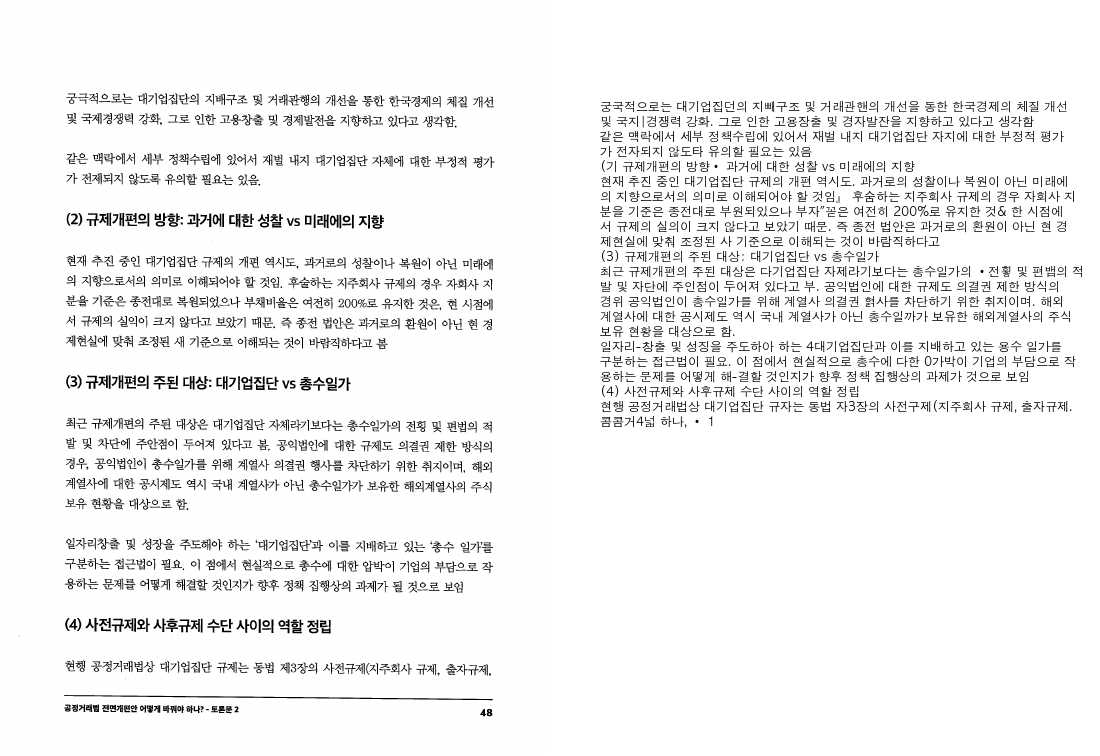 궁극적으로는 대기업집단의 지배구조 및 거래관행의 개선을 통한 한국경제의 체질 개선
및 국제경쟁력 강화, 그로 인한 고용창출 및 경제발전을 지향하고 있다고 생각함.
같은 맥락에서 세부 정책수립에 있어서 재벌 내지 대기업집단 자체에 대한 부정적 평가
가 전제되지 않도록 유의할 필요는 있음.
(2) 규제개편의 방향: 과거에 대한 성찰 vs 미래에의 지향
현재 추진 중인 대기업집단 규제의 개편 역시도, 과거로의 성찰이나 복원이 아닌 미래에
의 지향으로서의 의미로 이해되어야 할 것임. 후술하는 지주회사 규제의 경우 자회사 지
분율 기준은 종전대로 복원되었으나 부채비율은 여전히 200%로 유지한 것은, 현 시점에
서 규제의 실익이 크지 않다고 보았기 때문. 즉 종전 법안은 과거로의 환원이 아닌 현 경
제현실에 맞춰 조정된 새 기준으로 이해되는 것이 바람직하다고 봄
(3) 규제개편의 주된 대상: 대기업집단 vs 총수일가
최근 규제개편의 주된 대상은 대기업집단 자체라기보다는 총수일가의 전횡 및 편법의 적
발 및 차단에 주안점이 두어져 있다고 봄. 공익법인에 대한 규제도 의결권 제한 방식의
경우, 공익법인이 총수일가를 위해 계열사 의결권 행사를 차단하기 위한 취지이며, 해외
계열사에 대한 공시제도 역시 국내 계열사가 아닌 총수일가가 보유한 해외계열사의 주식
보유 현황을 대상으로 함.
일자리창출 및 성장을 주도해야 하는 '대기업집단'과 이를 지배하고 있는 '총수 일가'를
구분하는 접근법이 필요. 이 점에서 현실적으로 총수에 대한 압박이 기업의 부담으로 작
용하는 문제를 어떻게 해결할 것인지가 향후 정책 집행상의 과제가 될 것으로 보임
(4) 사전규제와 사후규제 수단 사이의 역할 정립
현행 공정거래법상 대기업집단 규제는 동법 제3장의 사전규제(지주회사 규제, 출자규제,
공정거래법 전면개편안 어떻게 바꿔야 하나? - 토론문 2
48
궁국적으로는 대기업집던의 지빼구조 및 거래관핸의 개선을 동한 한국경제의 체질 개선
및 국지|경쟁력 강화. 그로 인한 고용장출 및 경자발잔을 지향하고 있다고 생각함
같은 맥락에서 세부 정잭수립에 있어서 재벌 내지 대기업집단 자지에 대한 부정적 평가
가 전자되지 않도타 유의할 필요는 있음
(기 규제개편의 방향 • 과거에 대한 성찰 vs 미래에의 지향
현재 추진 중인 대기업집단 규제의 개편 역시도. 과거로의 성찰이나 복원이 아닌 미래에
의 지향으로서의 의미로 이해되어야 할 것임』 후숨하는 지주회사 규제의 경우 자회사 지
분을 기준은 종전대로 부원되있으나 부자"꼳은 여전히 200%로 유지한 것& 한 시점에
서 규제의 실의이 크지 않다고 보았기 때문. 즉 종전 법안은 과거로의 환원이 아닌 현 경
제현실에 맞춰 조정된 사 기준으로 이해되는 것이 바람직하다고
(3) 규제개편의 주된 대상: 대기업집단 vs 총수일가
최근 규제개편의 주된 대상은 다기업집단 자제라기보다는 총수일가의 • 전횧 및 편뱁의 적
발 및 자단에 주인점이 두어져 있다고 부. 공익법인에 대한 규제도 의결권 제한 방식의
경위 공익법인이 총수일가를 위해 계열사 의결권 혐사를 차단하기 위한 취지이며. 해외
계열사에 대한 공시제도 역시 국내 계열사가 아닌 총수일까가 보유한 해외계열사의 주식
보유 현황을 대상으로 함.
일자리-창출 및 성징을 주도하아 하는 4대기업집단과 이를 지배하고 있는 용수 일가를
구분하는 접근법이 필요. 이 점에서 현실적으로 총수에 다한 0가박이 기업의 부담으로 작
용하는 문제를 어떻게 해-결할 것인지가 향후 정책 집행상의 과제가 것으로 보임
(4) 사전규제와 사후규제 수단 사이의 역할 정립
현행 공정거래법상 대기업집단 규자는 동법 자3장의 사전구제(지주회사 규제, 출자규제.
콤콤거4넓 하나, • 1